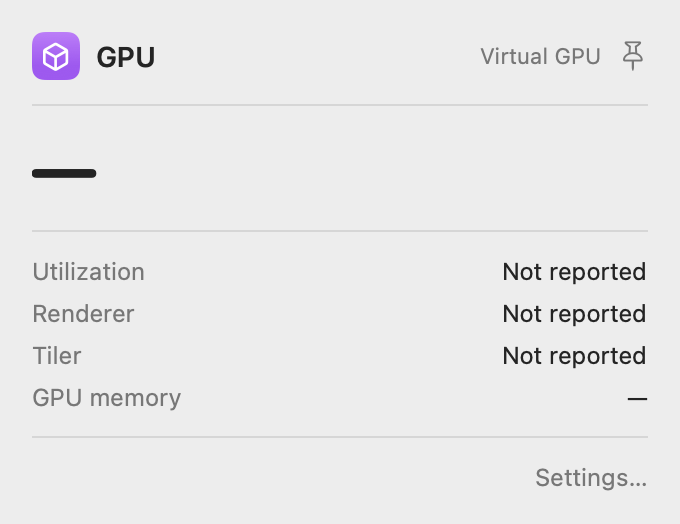 GPU
Virtual GPU
—
Utilization Not reported
Renderer Not reported
Tiler Not reported
GPU memory —
Settings...